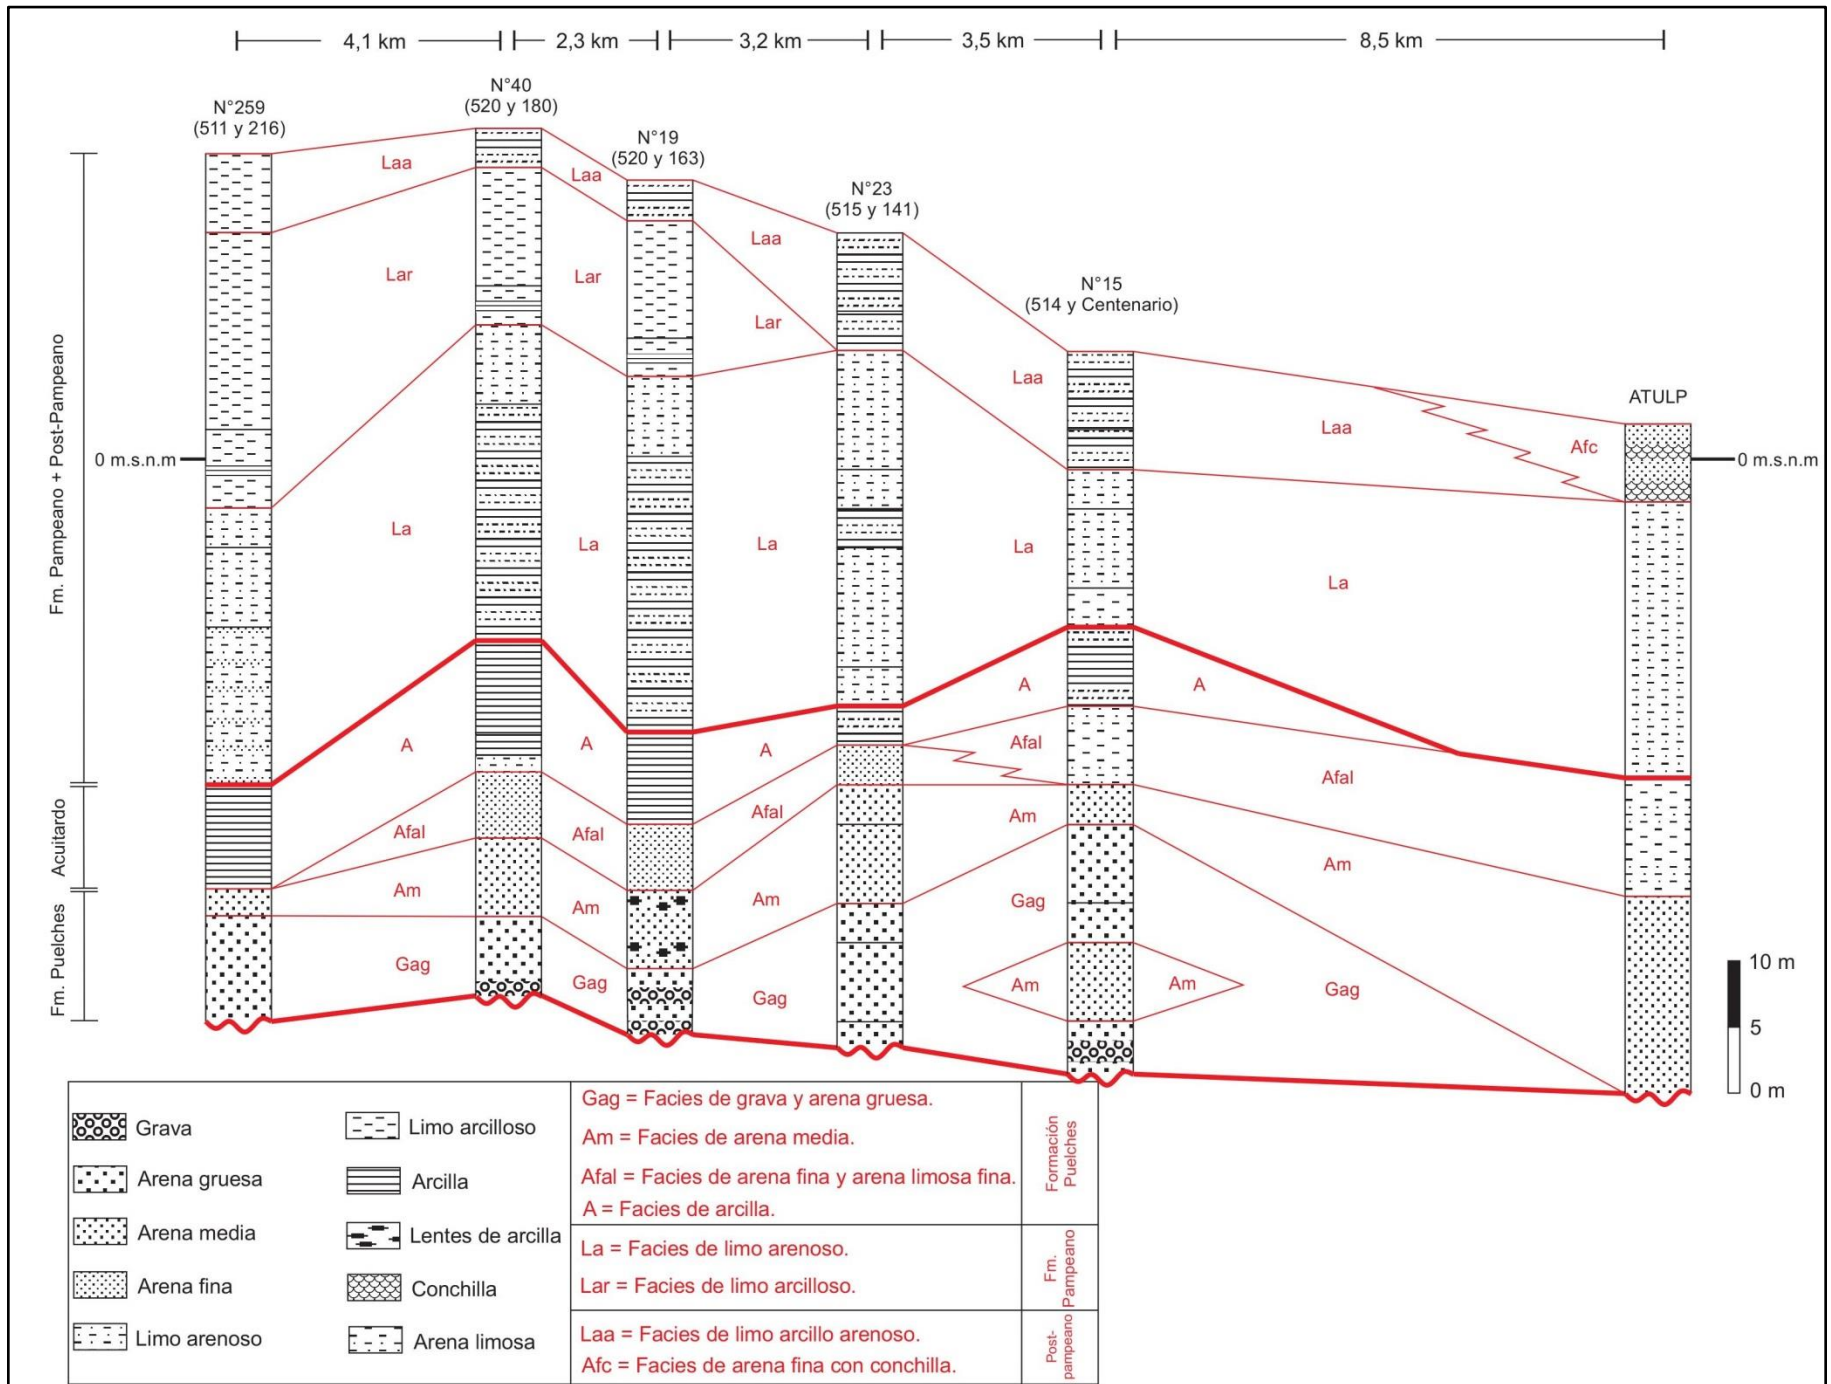 4,1 km
2,3 km
3,2 km
3,5 km
8,5 km
N°259
(511 y 216)
N°40
(520 y 180)
N°19
(520 y 163)
N°23
(515 y 141)
N°15
(514 y Centenario)
ATULP
Laa
Laa
Laa
Laa
Laa
Afc
Lar
Lar
Lar
0 m.s.n.m
0 m.s.n.m
La
La
La
La
La
A
A
A
A
A
Afal
Afal
Afal
Afal
Afal
Am
Am
Am
Am
Am
Gag
Gag
Gag
Gag
Gag
Am
Am
Fm. Pampeano + Post-Pampeano
Acuitardo
Fm. Puelches
10 m
5
0 m
Grava
Arena gruesa
Arena media
Arena fina
Limo arenoso
Limo arcilloso
Arcilla
Lentes de arcilla
Conchilla
Arena limosa
Gag = Facies de grava y arena gruesa.
Am = Facies de arena media.
Afal = Facies de arena fina y arena limosa fina.
A = Facies de arcilla.
Formación
Puelches
La = Facies de limo arenoso.
Lar = Facies de limo arcilloso.
Fm.
Pampeano
Laa = Facies de limo arcillo arenoso.
Afc = Facies de arena fina con conchilla.
Post-
pampeano